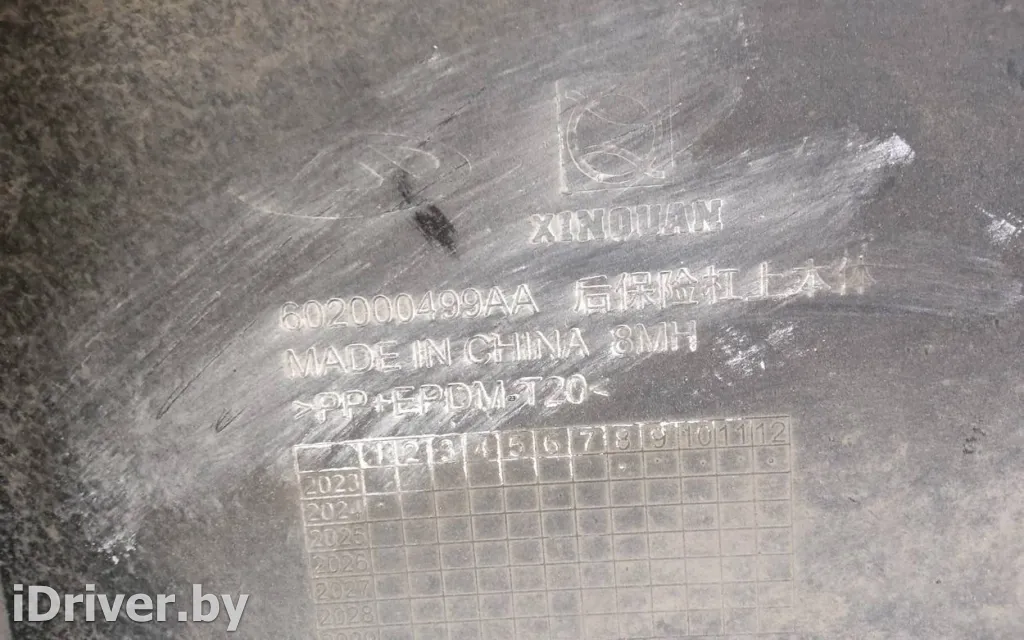 XINQUAN
602000499AA 后保险杠上本体
MADE IN CHINA 8MH
>PP+EPDM-T20<
1 2 3 4 5 6 7 8 9 10 11 12
2023
2024
2025
2026
2027
2028
2029
iDriver.by